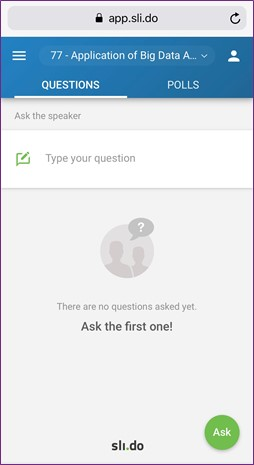 app.sli.do
77 - Application of Big Data A...
QUESTIONS POLLS
Ask the speaker
Type your question
?
There are no questions asked yet.
Ask the first one!
Ask
sli.do